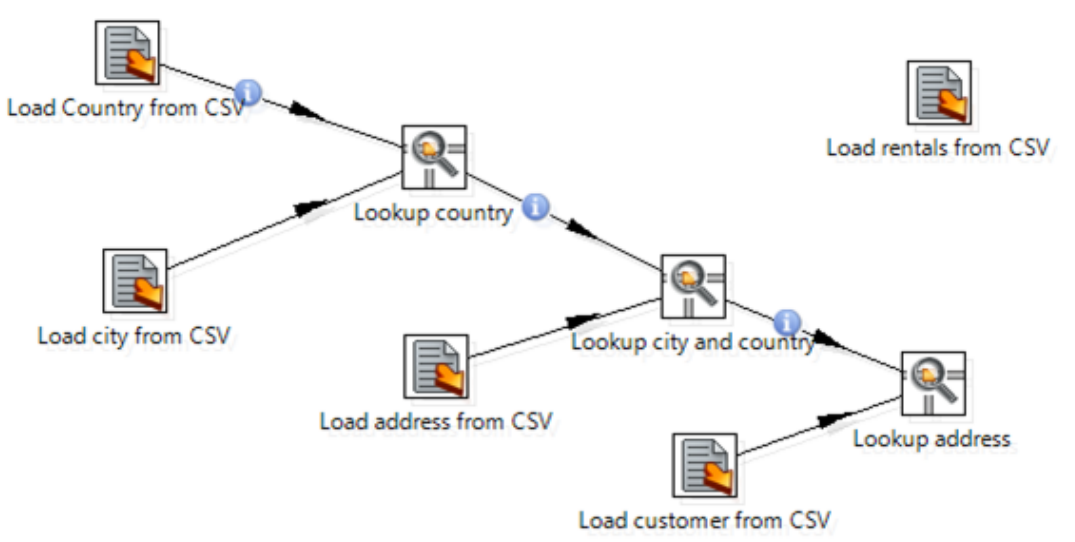 Load Country from CSV
Load rentals from CSV
Lookup country
Load city from CSV
Lookup city and country
Load address from CSV
Lookup address
Load customer from CSV